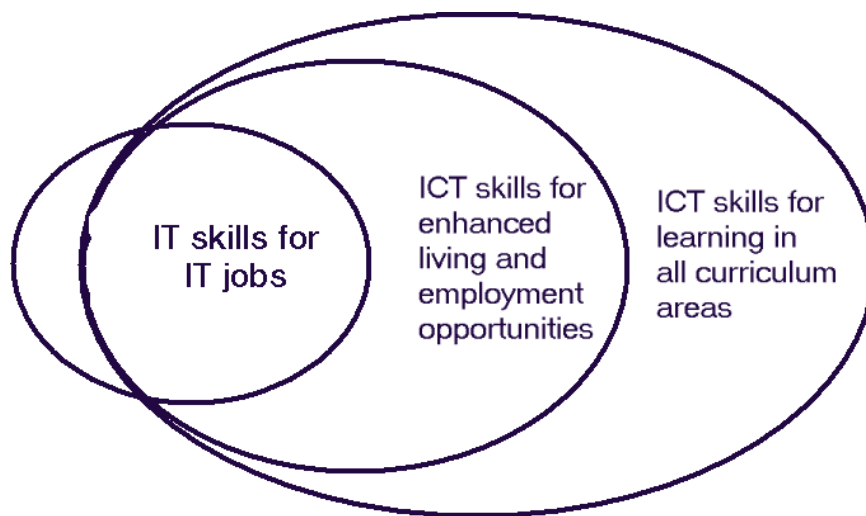 IT skills for
IT jobs
ICT skills for
enhanced
living and
employment
opportunities
ICT skills for
learning in
all curriculum
areas